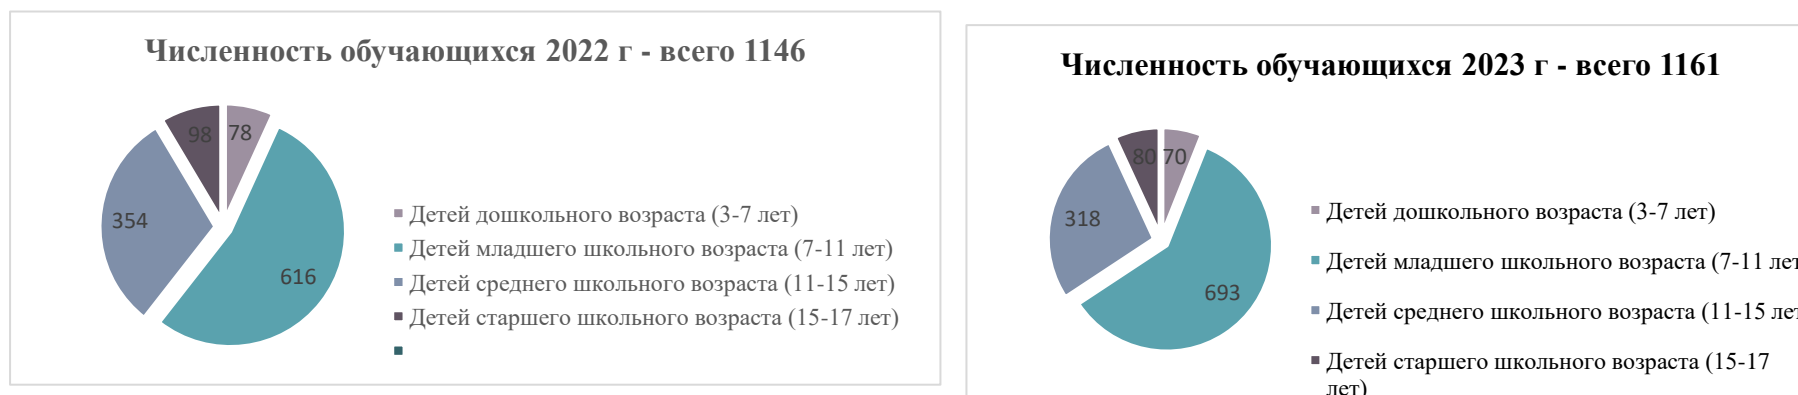 Численность обучающихся 2022 г - всего 1146
98
78
354
616
Детей дошкольного возраста (3-7 лет)
Детей младшего школьного возраста (7-11 лет)
Детей среднего школьного возраста (11-15 лет)
Детей старшего школьного возраста (15-17 лет)
Численность обучающихся 2023 г - всего 1161
80
70
318
693
Детей дошкольного возраста (3-7 лет)
Детей младшего школьного возраста (7-11 лет
Детей среднего школьного возраста (11-15 лет
Детей старшего школьного возраста (15-17
лет)